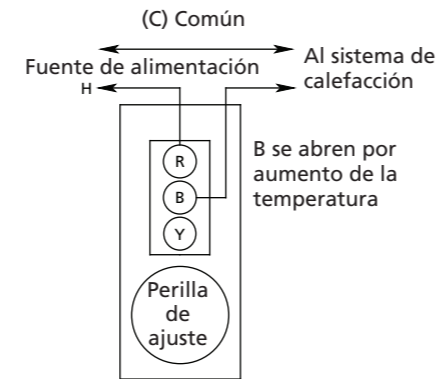 (C) Común
Fuente de alimentación
H
Al sistema de
calefacción
R
B
Y
B se abren por
aumento de la
temperatura
Perilla
de
ajuste